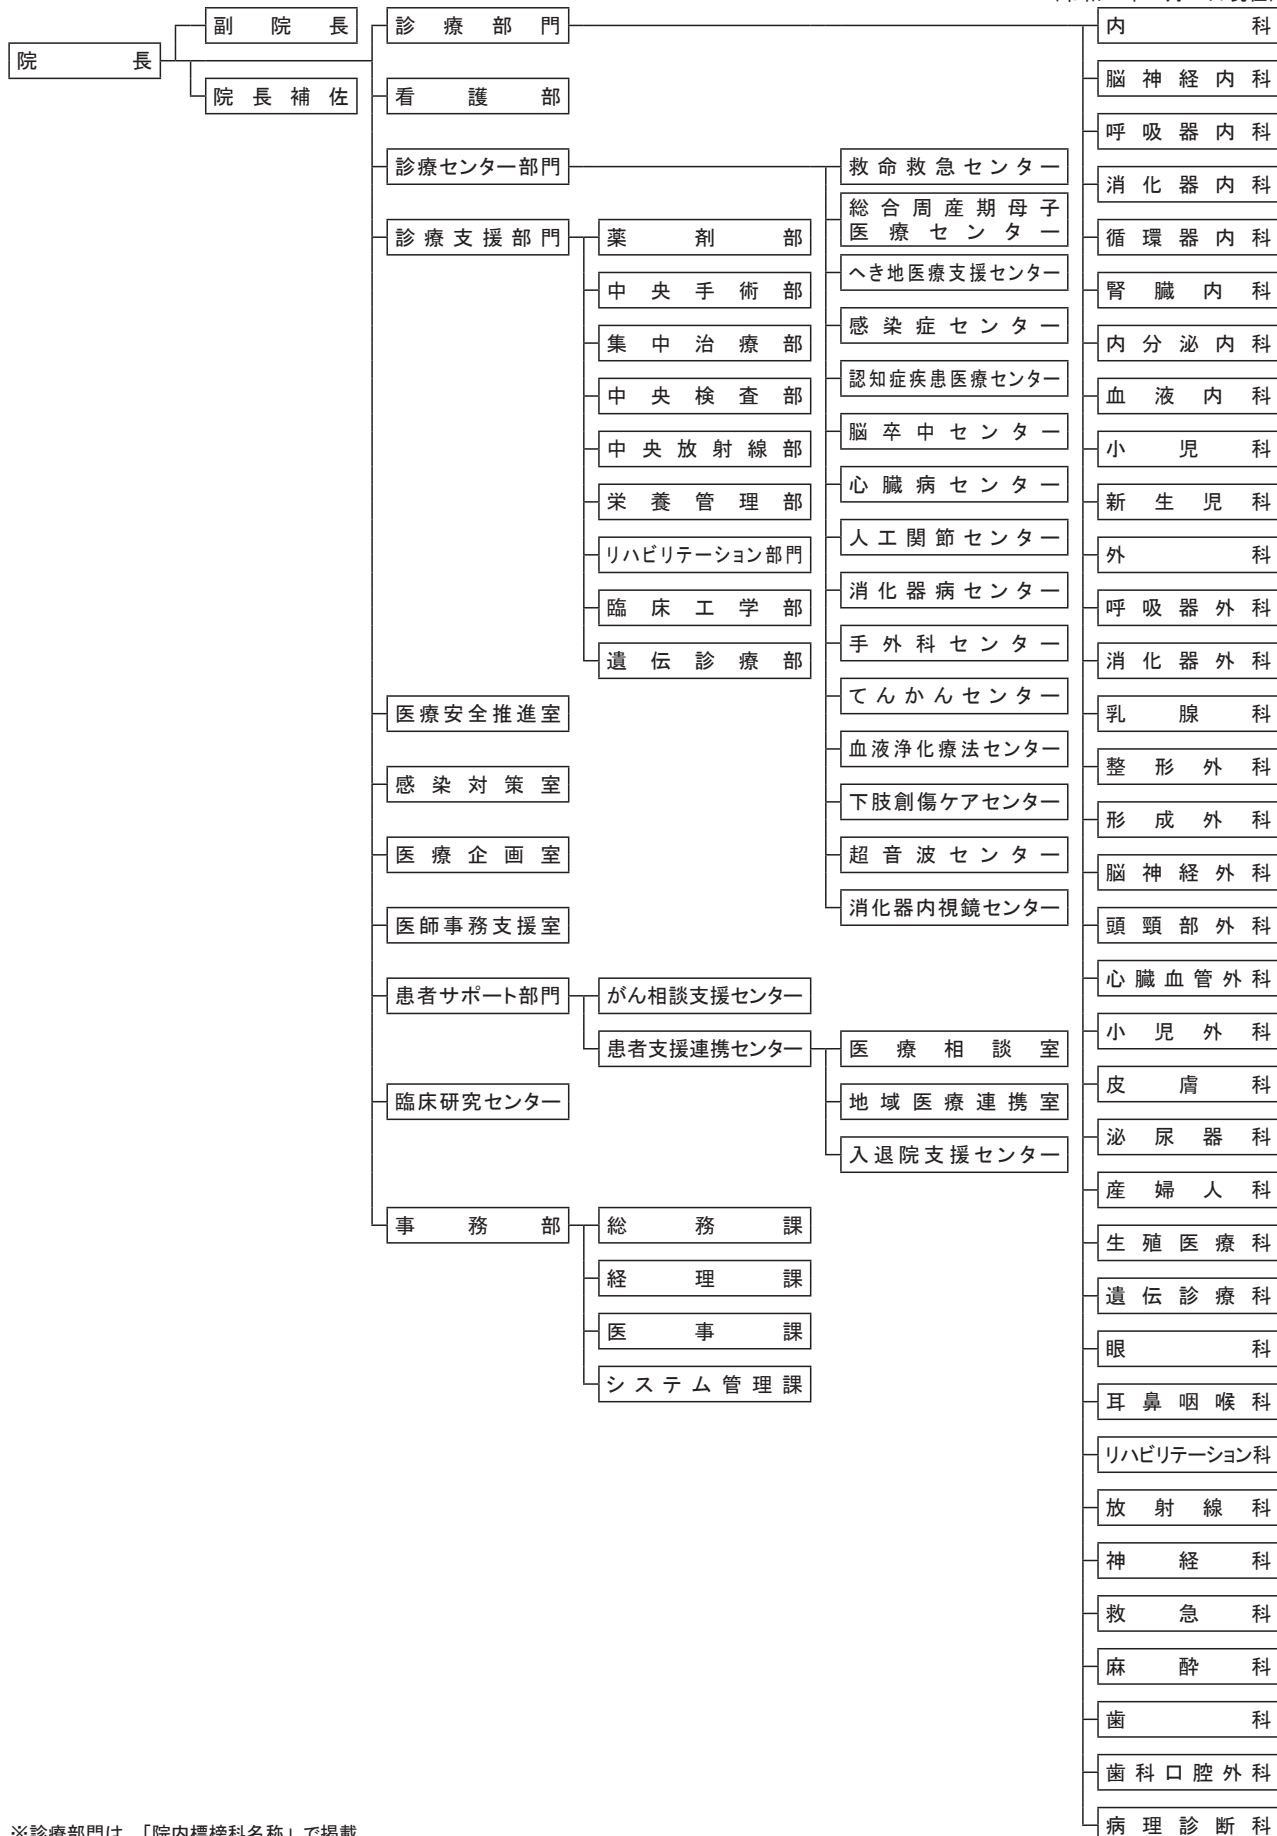 院長
副院長
院長補佐
診療部門
看護部
診療センター部門
診療支援部門
薬剤部
中央手術部
集中治療部
中央検査部
中央放射線部
栄養管理部
リハビリテーション部門
臨床工学部
遺伝診療部
医療安全推進室
感染対策室
医療企画室
医師事務支援室
患者サポート部門
がん相談支援センター
患者支援連携センター
医療相談室
地域医療連携室
入退院支援センター
臨床研究センター
事務部
総務課
経理課
医事課
システム管理課
救命救急センター
総合周産期母子
医療センター
へき地医療支援センター
感染症センター
認知症疾患医療センター
脳卒中センター
心臓病センター
人工関節センター
消化器病センター
手外科センター
てんかんセンター
血液浄化療法センター
下肢創傷ケアセンター
超音波センター
消化器内視鏡センター
内科
脳神経内科
呼吸器内科
消化器内科
循環器内科
腎臓内科
内分泌内科
血液内科
小児科
新生児科
外科
呼吸器外科
消化器外科
乳腺科
整形外科
形成外科
脳神経外科
頭頸部外科
心臓血管外科
小児外科
皮膚科
泌尿器科
産婦人科
生殖医療科
遺伝診療科
眼科
耳鼻咽喉科
リハビリテーション科
放射線科
神経科
救急科
麻酔科
歯科
歯科口腔外科
病理診断科
※診療部門は、「院内標榜科名称」で掲載